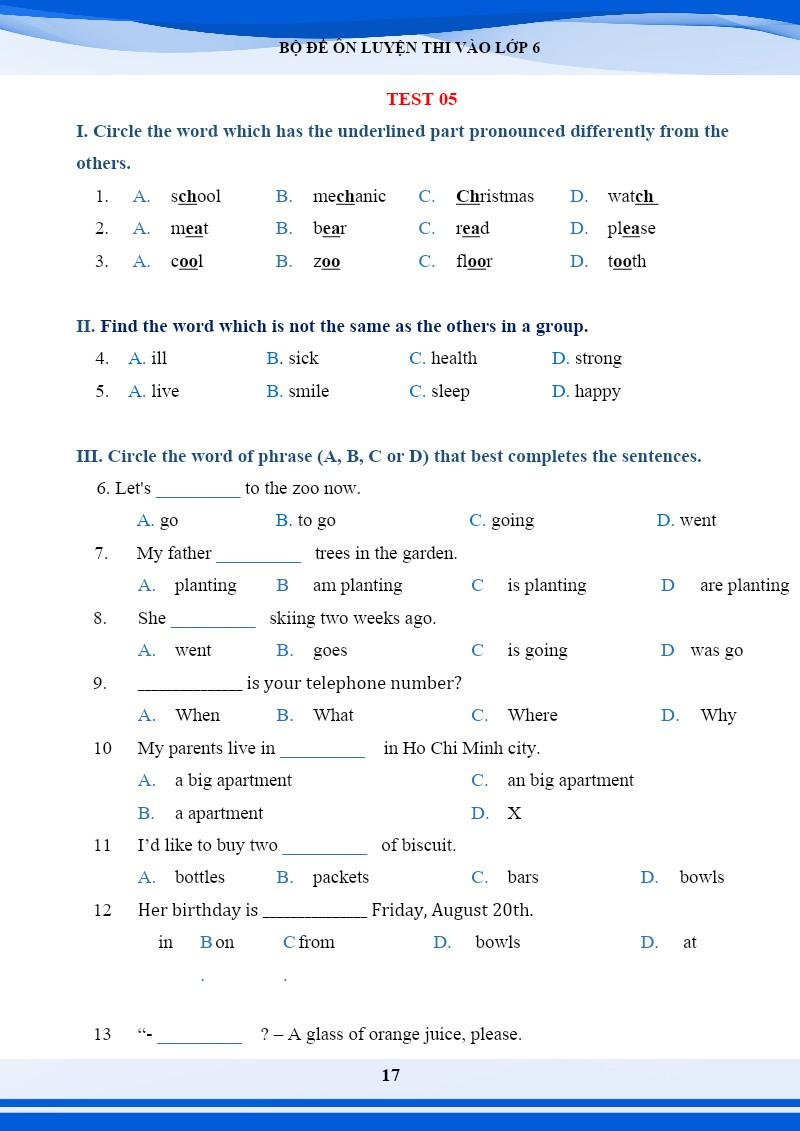 BỘ ĐỀ ÔN LUYỆN THI VÀO LỚP 6
TEST 05
I. Circle the word which has the underlined part pronounced differently from the
others.
1. A. school B. mechanic C. Christmas D. watch
2. A. meat B. bear C. read D. please
3. A. cool B. zoo C. floor D. tooth
II. Find the word which is not the same as the others in a group.
4. A. ill B. sick C. health D. strong
5. A. live B. smile C. sleep D. happy
III. Circle the word of phrase (A, B, C or D) that best completes the sentences.
6. Let's _________ to the zoo now.
A. go B. to go C. going D. went
7. My father _________ trees in the garden.
A. planting B am planting C is planting D are planting
8. She _________ skiing two weeks ago.
A. went B. goes C is going D was go
9. _____________ is your telephone number?
A. When B. What C. Where D. Why
10 My parents live in _________ in Ho Chi Minh city.
A. a big apartment C. an big apartment
B. a apartment D. X
11 I’d like to buy two _________ of biscuit.
A. bottles B. packets C. bars D. bowls
12 Her birthday is _____________ Friday, August 20th.
in B on C from D. bowls D. at
. .
13 “- _________ ? – A glass of orange juice, please.
17